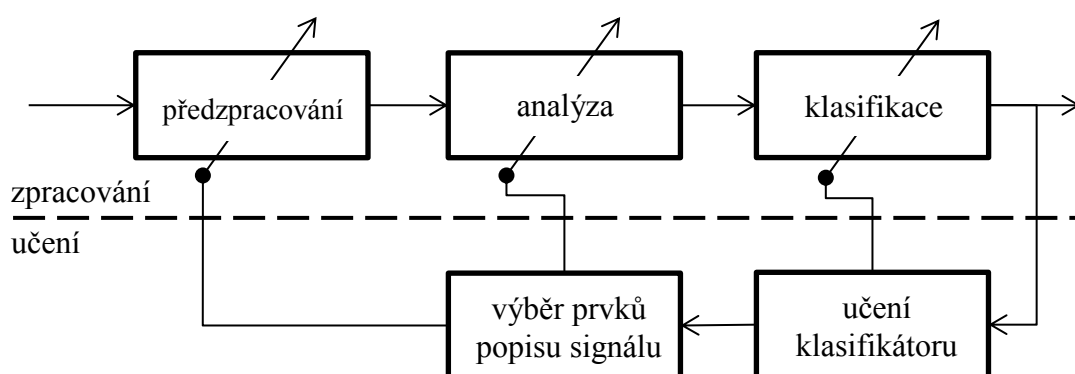 předzpracování
analýza
klasifikace
zpracování
učení
výběr prvků
popisu signálu
učení
klasifikátoru